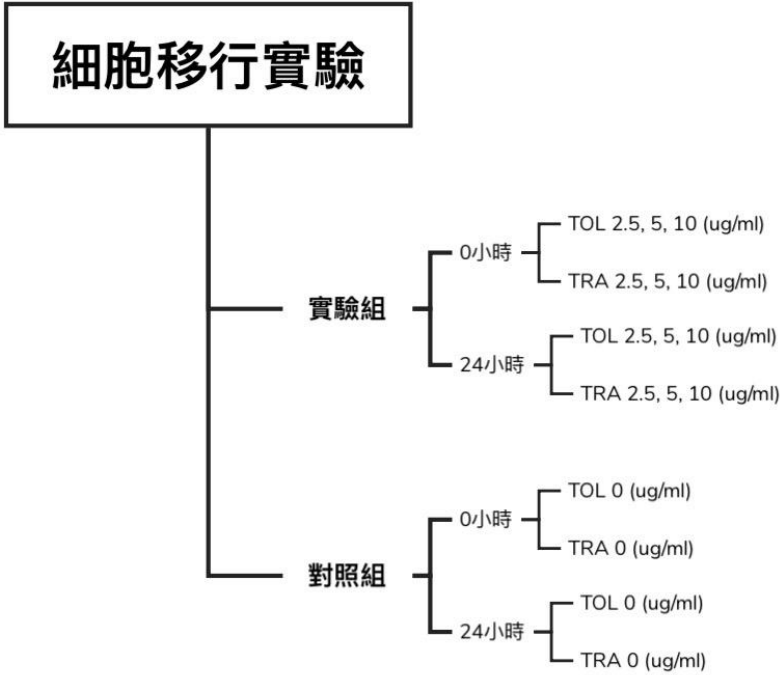 細胞移行實驗
實驗組
0小時
TOL 2.5, 5, 10 (ug/ml)
TRA 2.5, 5, 10 (ug/ml)
24小時
TOL 2.5, 5, 10 (ug/ml)
TRA 2.5, 5, 10 (ug/ml)
對照組
0小時
TOL 0 (ug/ml)
TRA 0 (ug/ml)
24小時
TOL 0 (ug/ml)
TRA 0 (ug/ml)